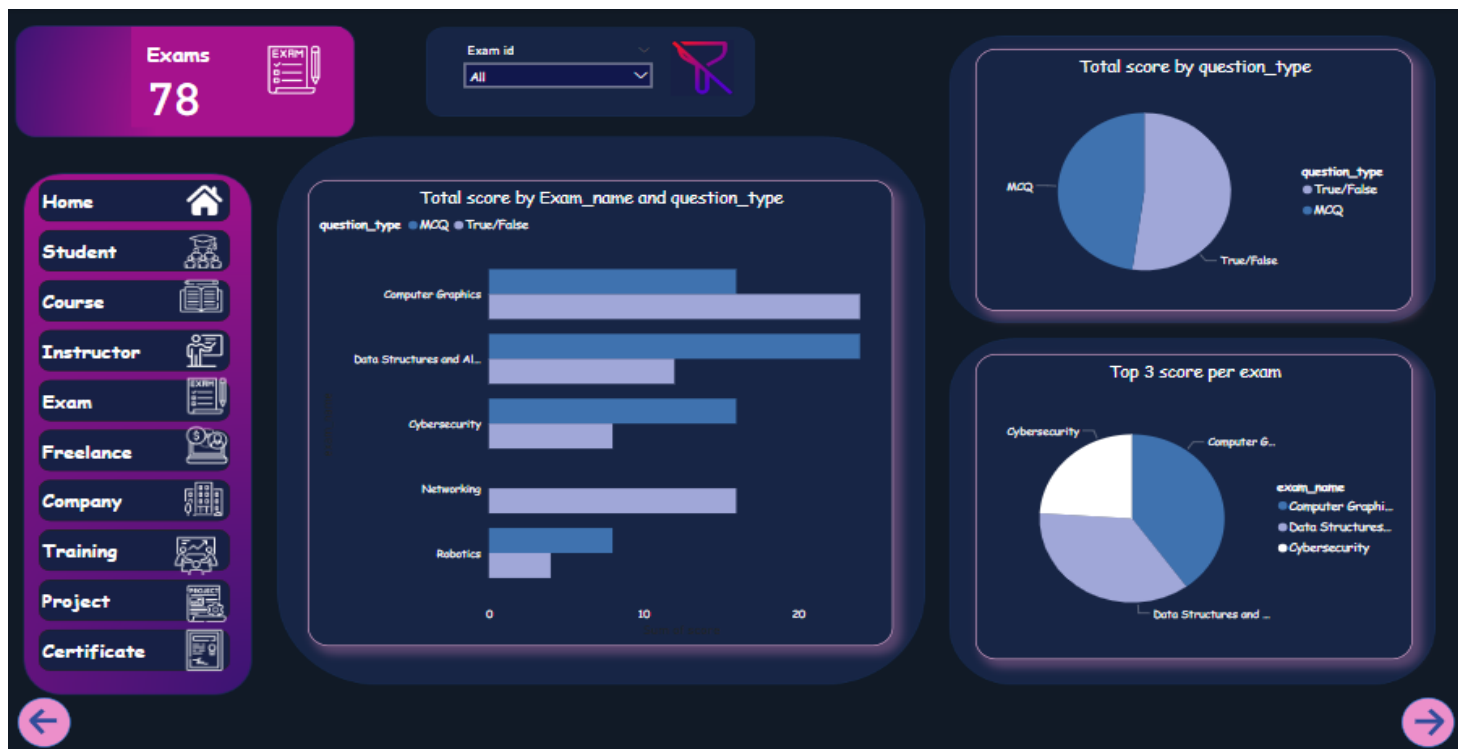 Exams
78
EXAM
Exam id
All
Home
Student
Course
Instructor
Exam
EXAM
Freelance
Company
Training
Project
PROJECT
Certificate
Total score by Exam_name and question_type
question_type MCQ True/False
Computer Graphics
Data Structures and Al...
Cybersecurity
Networking
Robotics
0 10 20
Total score by question_type
MCQ
True/False
question_type
True/False
MCQ
Top 3 score per exam
Cybersecurity
Computer G...
Data Structures and ...
exam_name
Computer Graphi...
Data Structures...
Cybersecurity